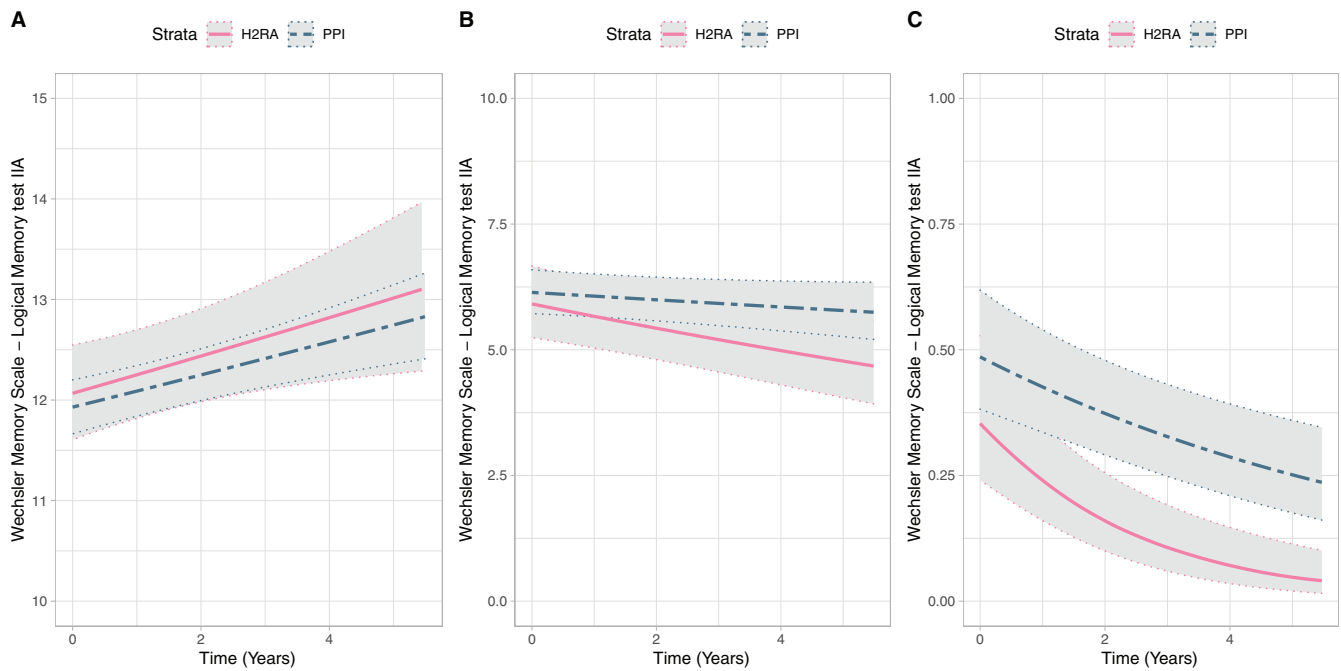 A
Strata H2RA PPI
Wechsler Memory Scale – Logical Memory test IIA
15
14
13
12
11
10
0 2 4
Time (Years)
B
Strata H2RA PPI
Wechsler Memory Scale – Logical Memory test IIA
10.0
7.5
5.0
2.5
0.0
0 2 4
Time (Years)
C
Strata H2RA PPI
Wechsler Memory Scale – Logical Memory test IIA
1.00
0.75
0.50
0.25
0.00
0 2 4
Time (Years)